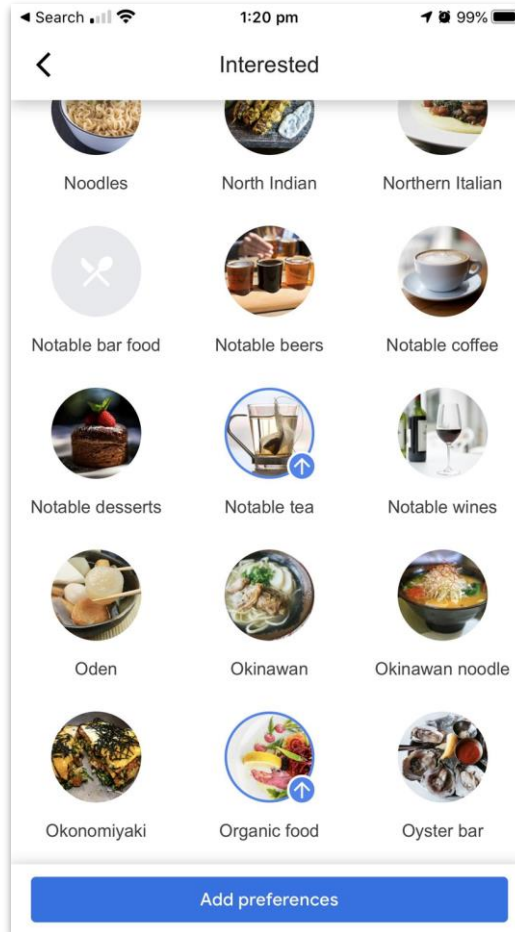 Search 1:20 pm 99%
Interested
Noodles North Indian Northern Italian
Notable bar food Notable beers Notable coffee
Notable desserts Notable tea Notable wines
Oden Okinawan Okinawan noodle
Okonomiyaki Organic food Oyster bar
Add preferences